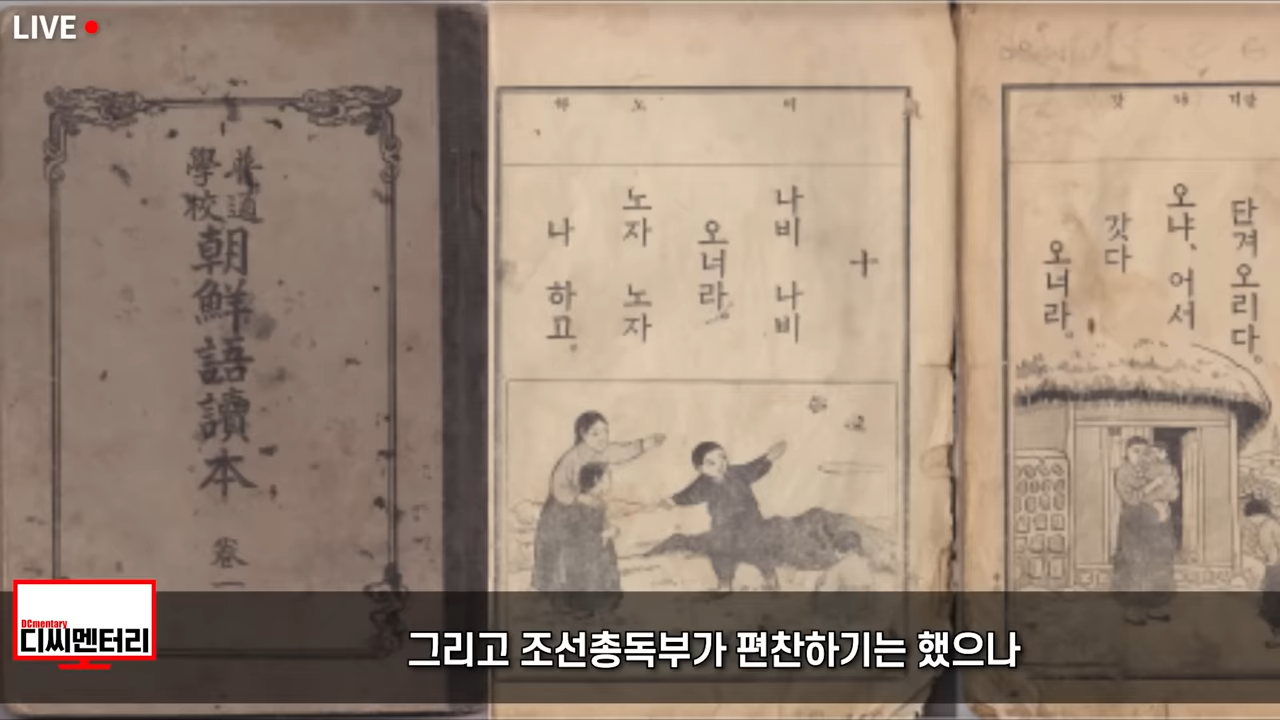 LIVE
普通
學校
朝鮮語讀本
卷一
十
나비 나비
오너라。
노자 노자
나 하고。
비
노
하
단겨오리다。
오냐、어서
갓다
오너라。
DCmentary
디씨멘터리
그리고 조선총독부가 편찬하기는 했으나